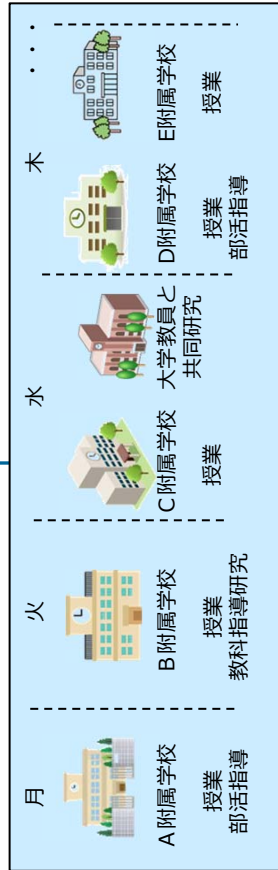 月
A附属学校
授業
部活指導
火
B附属学校
授業
教科指導研究
水
C附属学校
授業
大学教員と
共同研究
木
D附属学校
授業
部活指導
E附属学校
授業
・・・